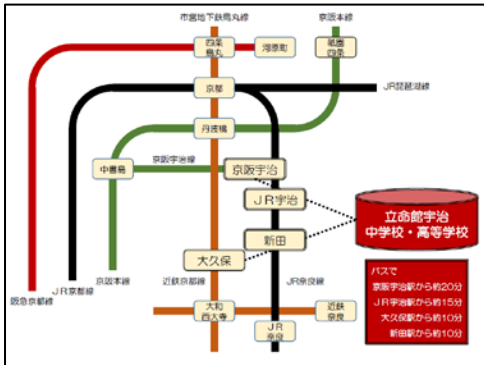 市営地下鉄烏丸線
京阪本線
四条
烏丸
河原町
祇園
四条
京都
JR琵琶湖線
丹波橋
京阪宇治線
中書島
京阪宇治
JR宇治
立命館宇治
中学校・高等学校
新田
大久保
バスで
京阪宇治駅から約20分
JR宇治駅から約15分
大久保駅から約10分
新田駅から約10分
阪急京都線
JR京都線
京阪本線
近鉄京都線
JR奈良線
大和
西大寺
近鉄
奈良
JR
奈良